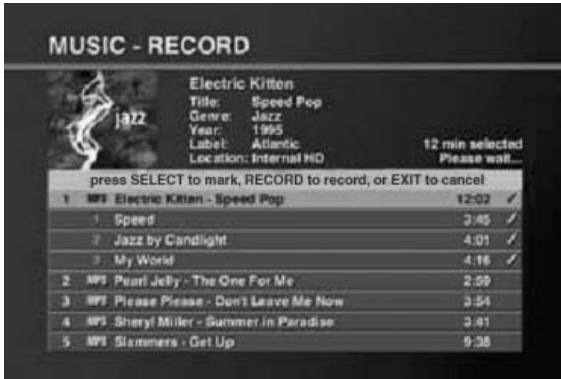 MUSIC - RECORD
Electric Kitten
Title: Speed Pop
Genre: Jazz
Year: 1995
Label: Atlantic
Location: Internal HD
jazz
12 min selected
Please wait...
press SELECT to mark, RECORD to record, or EXIT to cancel
1 MP3 Electric Kitten - Speed Pop 12:02 ✓
1 Speed 3:45 ✓
2 Jazz by Candlight 4:01 ✓
3 My World 4:16 ✓
2 MP3 Pearl Jelly - The One For Me 2:59
3 MP3 Please Please - Don't Leave Me Now 3:54
4 MP3 Sheryl Miller - Summer in Paradise 3:41
5 MP3 Slammers - Get Up 9:38